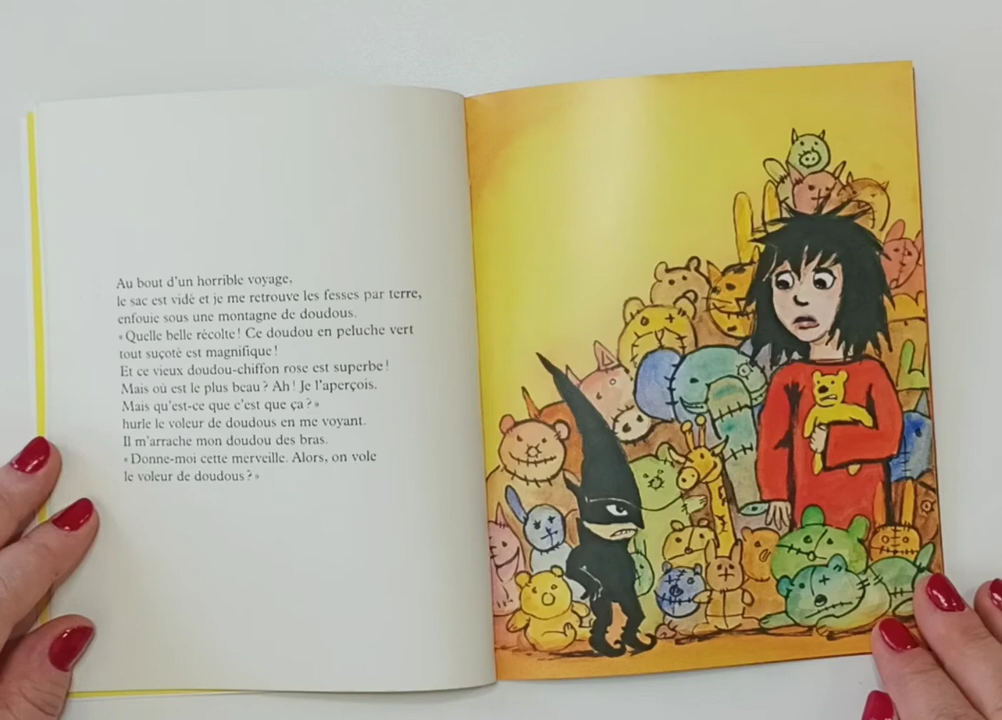 Au bout d'un horrible voyage,
le sac est vidé et je me retrouve les fesses par terre,
enfouie sous une montagne de doudous.
« Quelle belle récolte ! Ce doudou en peluche vert
tout suçoté est magnifique !
Et ce vieux doudou-chiffon rose est superbe !
Mais où est le plus beau ? Ah ! Je l'aperçois.
Mais qu'est-ce que c'est que ça ? »
hurle le voleur de doudous en me voyant.
Il m'arrache mon doudou des bras.
« Donne-moi cette merveille. Alors, on vole
le voleur de doudous ? »